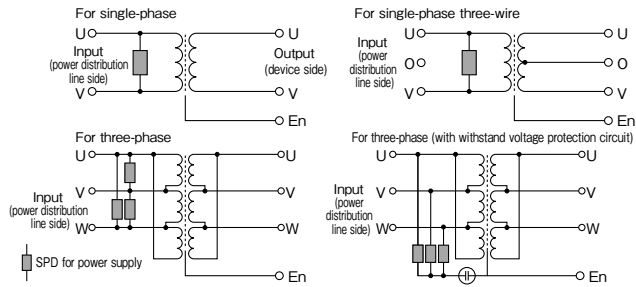 For single-phase
U
U
Input
(power distribution
line side)
Output
(device side)
V
V
En
For single-phase three-wire
U
U
Input
(power
distribution
line side)
O
O
V
V
En
For three-phase
U
U
V
V
Input
(power distribution
line side)
W
W
SPD for power supply
En
For three-phase (with withstand voltage protection circuit)
U
U
V
V
Input
(power
distribution
line side)
W
W
En